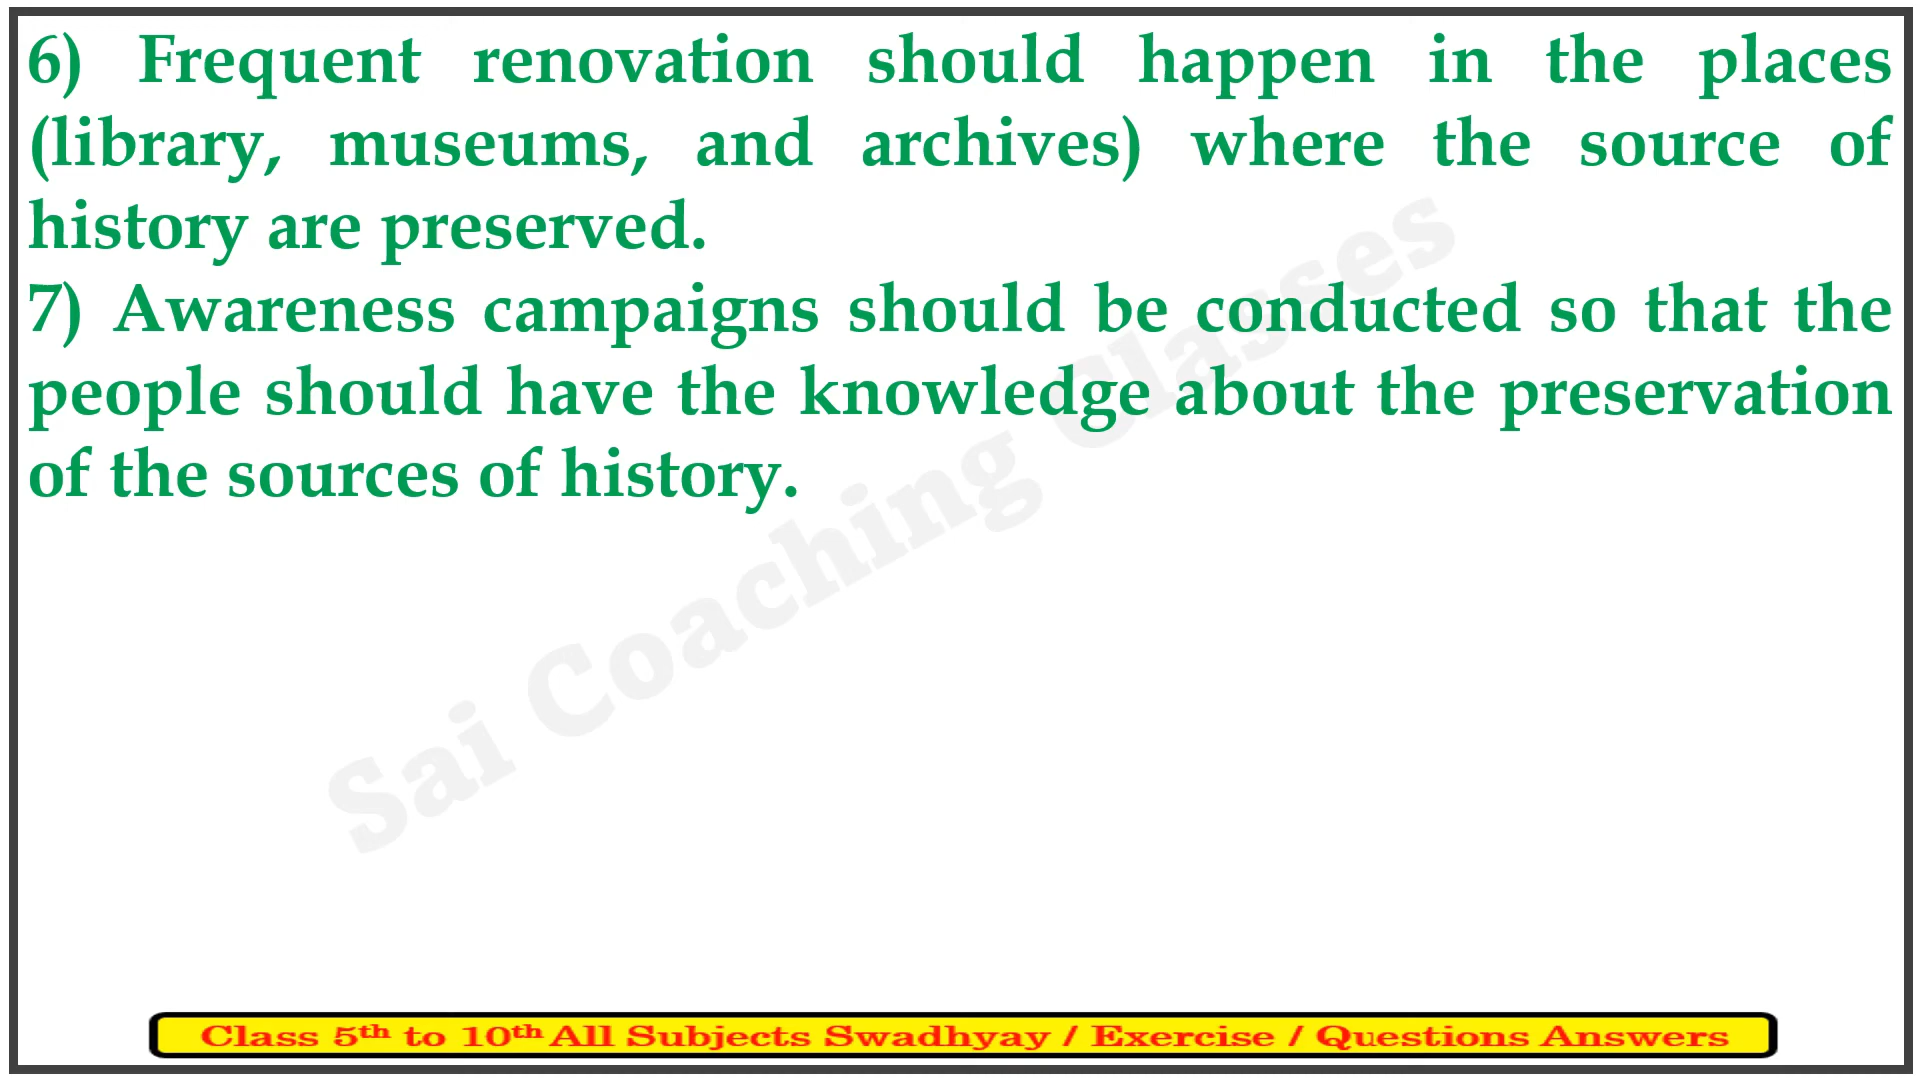 6) Frequent renovation should happen in the places
(library, museums, and archives) where the source of
history are preserved.
7) Awareness campaigns should be conducted so that the
people should have the knowledge about the preservation
of the sources of history.
Sai Coaching Classes
Class 5th to 10th All Subjects Swadhyay / Exercise / Questions Answers